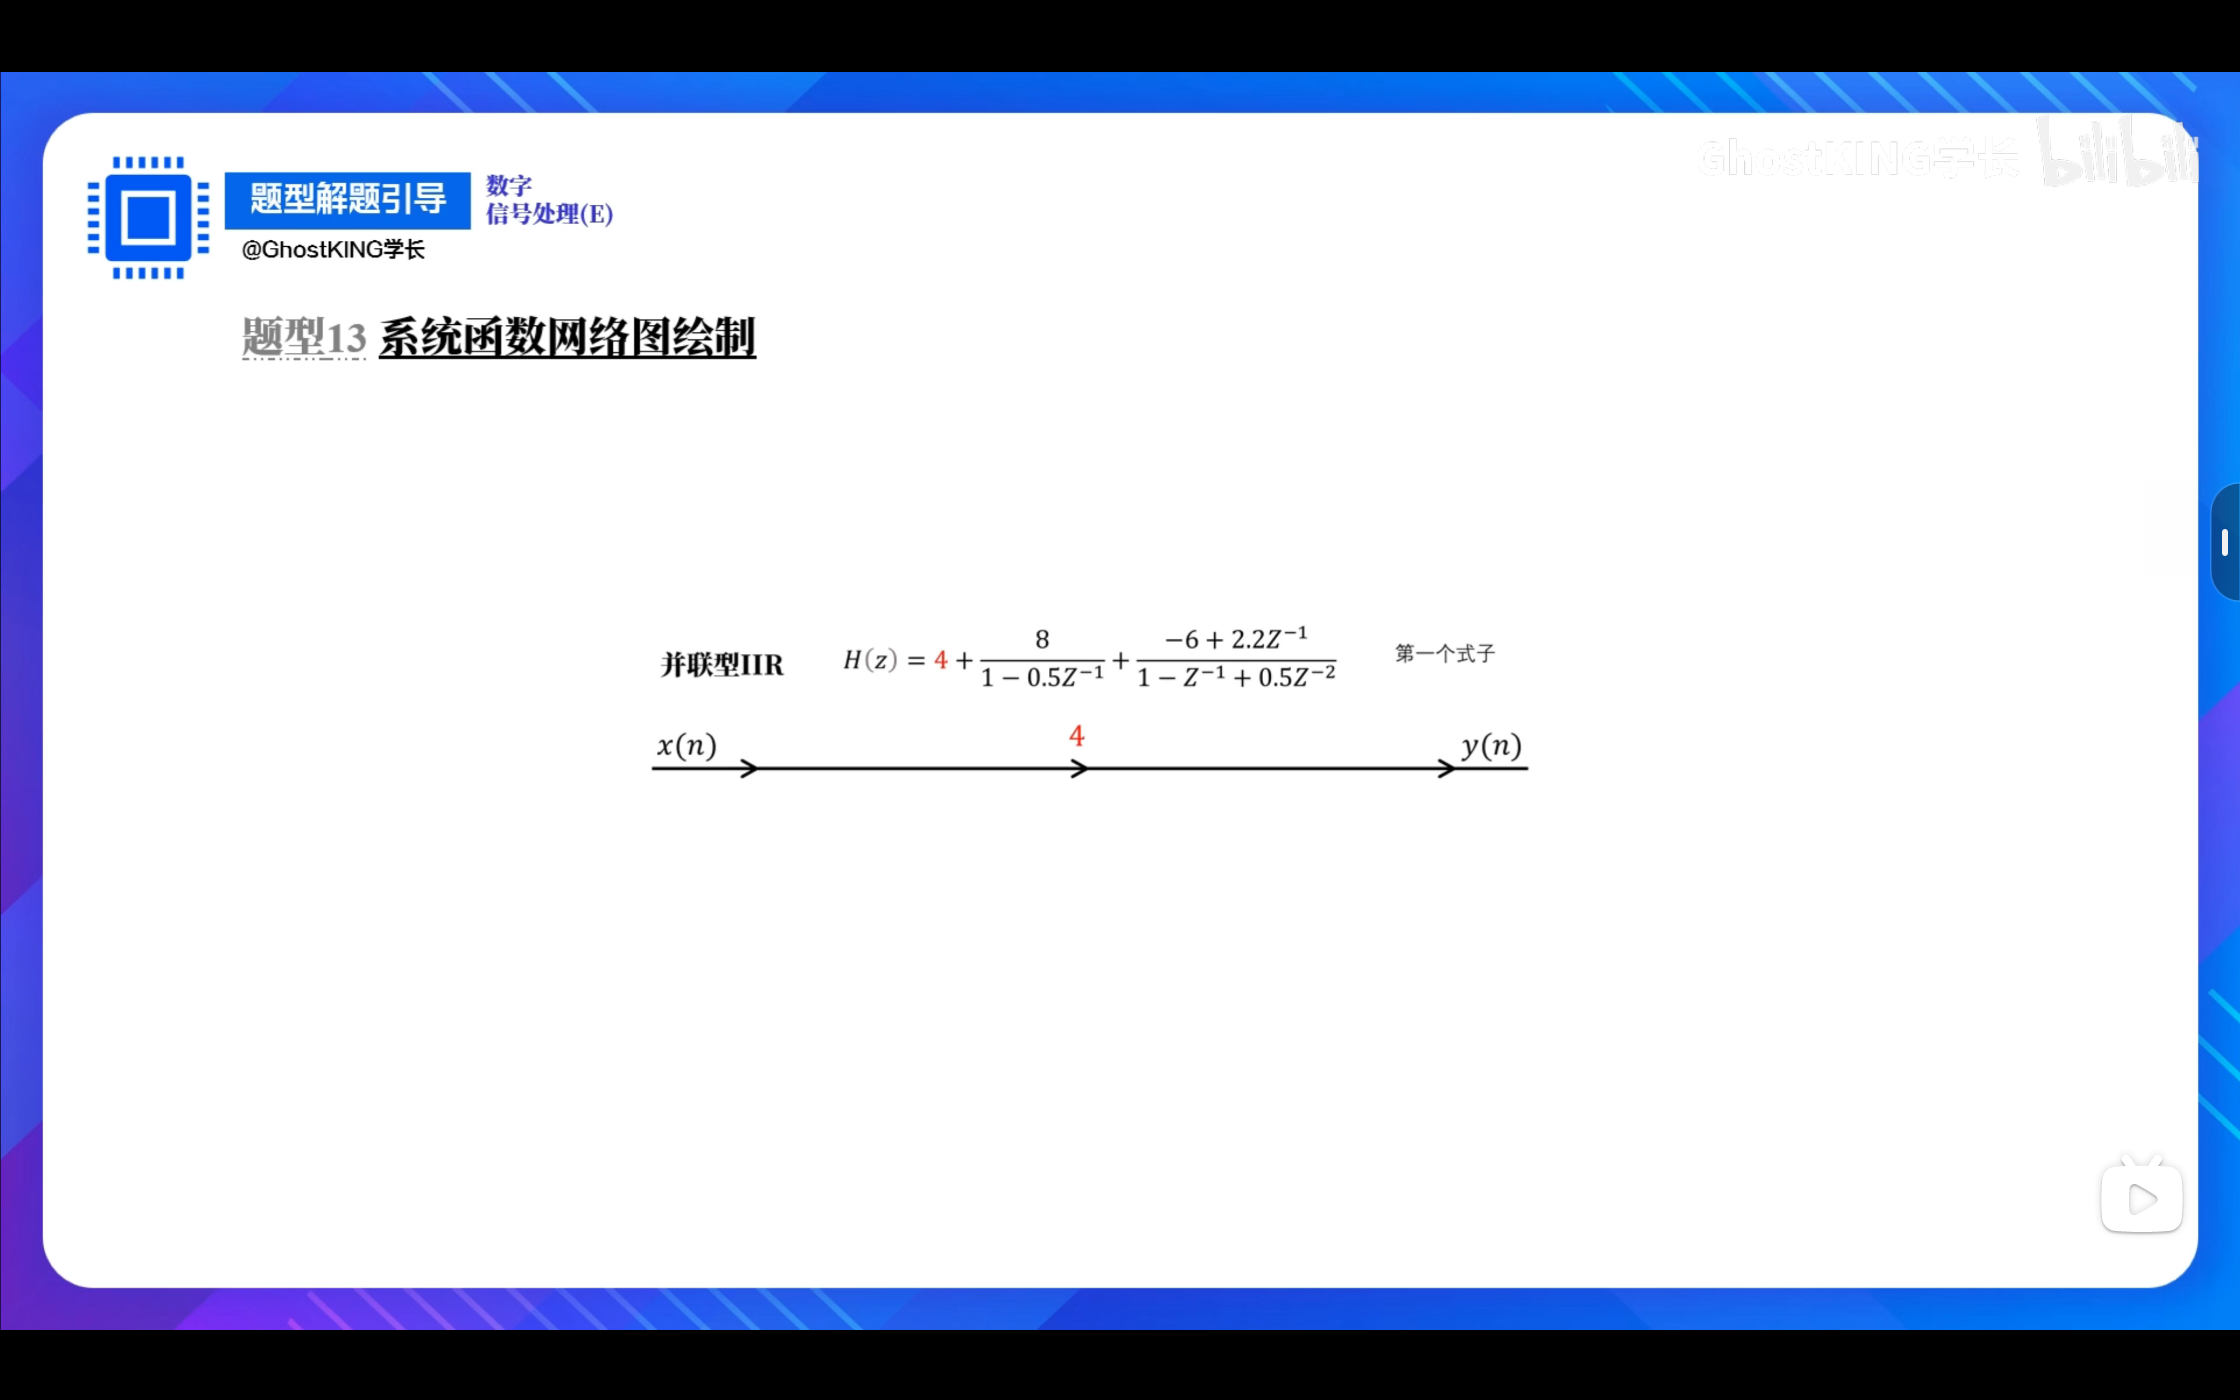 GhostKING学长 bilibili
题型解题引导
数字
信号处理(E)
@GhostKING学长
题型13 系统函数网络图绘制
并联型IIR H(z) = 4 + \frac{8}{1 − 0.5Z^{−1}} + \frac{−6 + 2.2Z^{−1}}{1 − Z^{−1} + 0.5Z^{−2}} 第一个式子
x(n) 4 y(n)